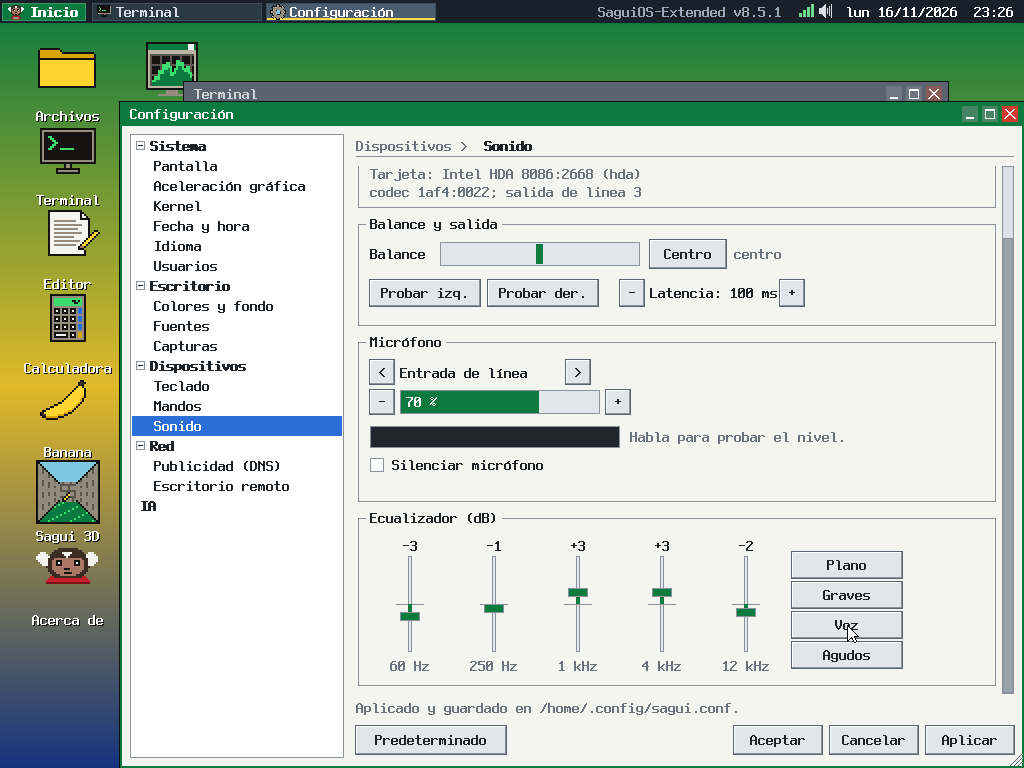 Inicio
Terminal
Configuración
SaguiOS-Extended v8.5.1
lun 16/11/2026 23:26
Archivos
Terminal
Editor
Calculadora
Banana
Sagui 3D
Acerca de
Terminal
Configuración
Sistema
Pantalla
Aceleración gráfica
Kernel
Fecha y hora
Idioma
Usuarios
Escritorio
Colores y fondo
Fuentes
Capturas
Dispositivos
Teclado
Mandos
Sonido
Red
Publicidad (DNS)
Escritorio remoto
IA
Dispositivos > Sonido
Tarjeta: Intel HDA 8086:2668 (hda)
codec 1af4:0022; salida de linea 3
Balance y salida
Balance Centro centro
Probar izq. Probar der. - Latencia: 100 ms +
Micrófono
< Entrada de línea >
- 70 % +
Habla para probar el nivel.
Silenciar micrófono
Ecualizador (dB)
-3 -1 +3 +3 -2
60 Hz 250 Hz 1 kHz 4 kHz 12 kHz
Plano
Graves
Voz
Agudos
Aplicado y guardado en /home/.config/sagui.conf.
Predeterminado Aceptar Cancelar Aplicar